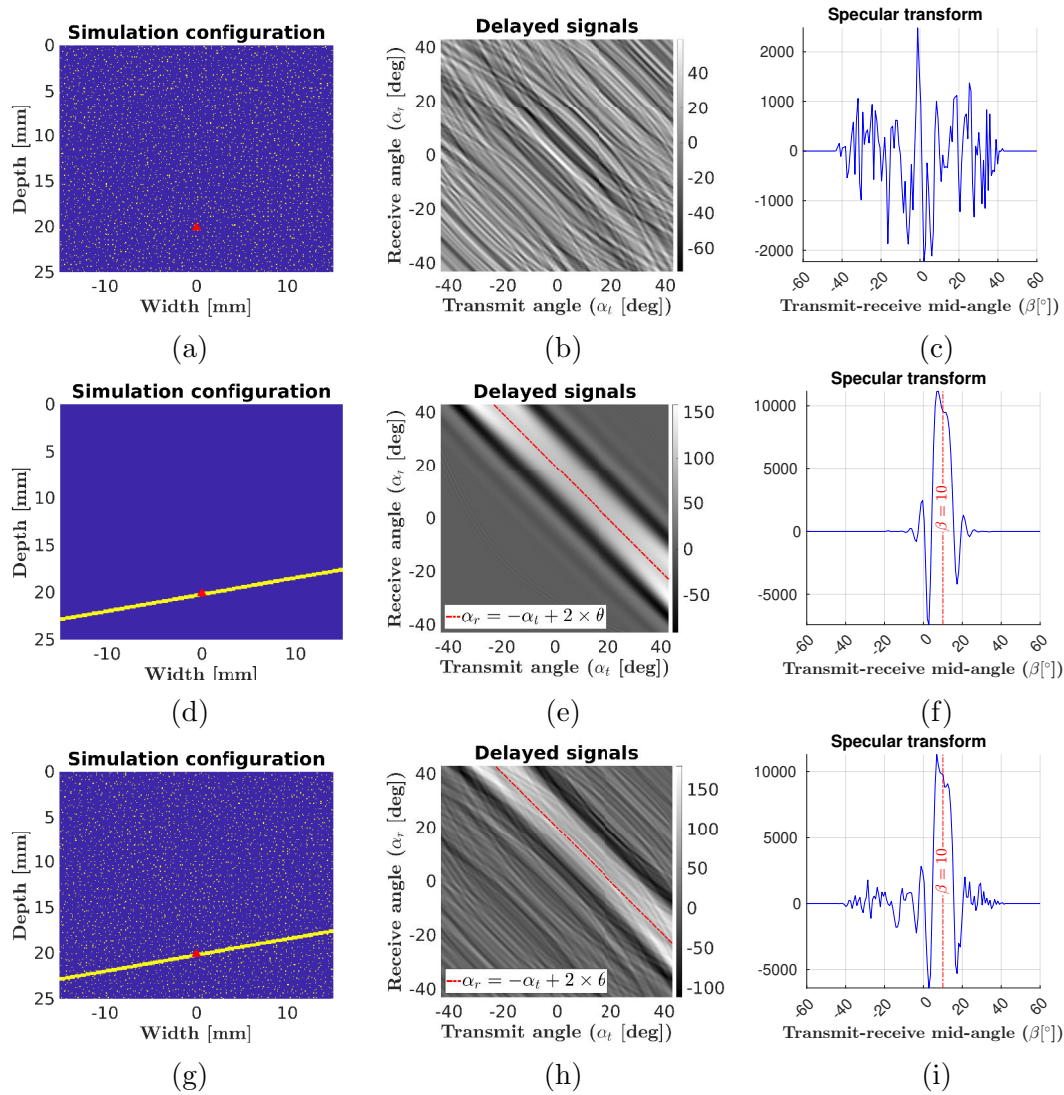 Simulation configuration
0
5
10
15
20
25
Depth [mm]
-10
0
10
Width [mm]
(a)
Delayed signals
40
20
0
-20
-40
Receive angle (αᵣ [deg])
-40
-20
0
20
40
Transmit angle (αₜ [deg])
40
20
0
-20
-40
-60
(b)
Specular transform
2000
1000
0
-1000
-2000
-60
-40
-20
0
20
40
60
Transmit-receive mid-angle (β[°])
(c)
Simulation configuration
0
5
10
15
20
25
Depth [mm]
-10
0
10
Width [mm]
(d)
Delayed signals
40
20
0
-20
-40
Receive angle (αᵣ [deg])
αᵣ = −αₜ + 2 × θ
-40
-20
0
20
40
Transmit angle (αₜ [deg])
150
100
50
0
-50
(e)
Specular transform
10000
5000
0
-5000
β = 10
-60
-40
-20
0
20
40
60
Transmit-receive mid-angle (β[°])
(f)
Simulation configuration
0
5
10
15
20
25
Depth [mm]
-10
0
10
Width [mm]
(g)
Delayed signals
40
20
0
-20
-40
Receive angle (αᵣ [deg])
αᵣ = −αₜ + 2 × θ
-40
-20
0
20
40
Transmit angle (αₜ [deg])
150
100
50
0
-50
-100
(h)
Specular transform
10000
5000
0
-5000
β = 10
-60
-40
-20
0
20
40
60
Transmit-receive mid-angle (β[°])
(i)